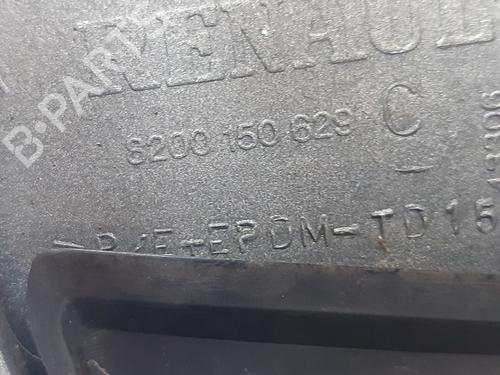 RENAULT
8200 150 629 C
P/E+EPDM-TD15
B-PARTS